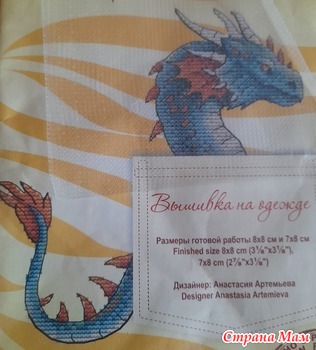 Вышивка на одежде
Размеры готовой работы 8х8 см и 7х8 см
Finished size 8x8 cm (3⅛"x3⅛"),
7x8 cm (2⅞"x3⅛")
Дизайнер: Анастасия Артемьева
Designer Anastasia Artemieva
Страна Мам